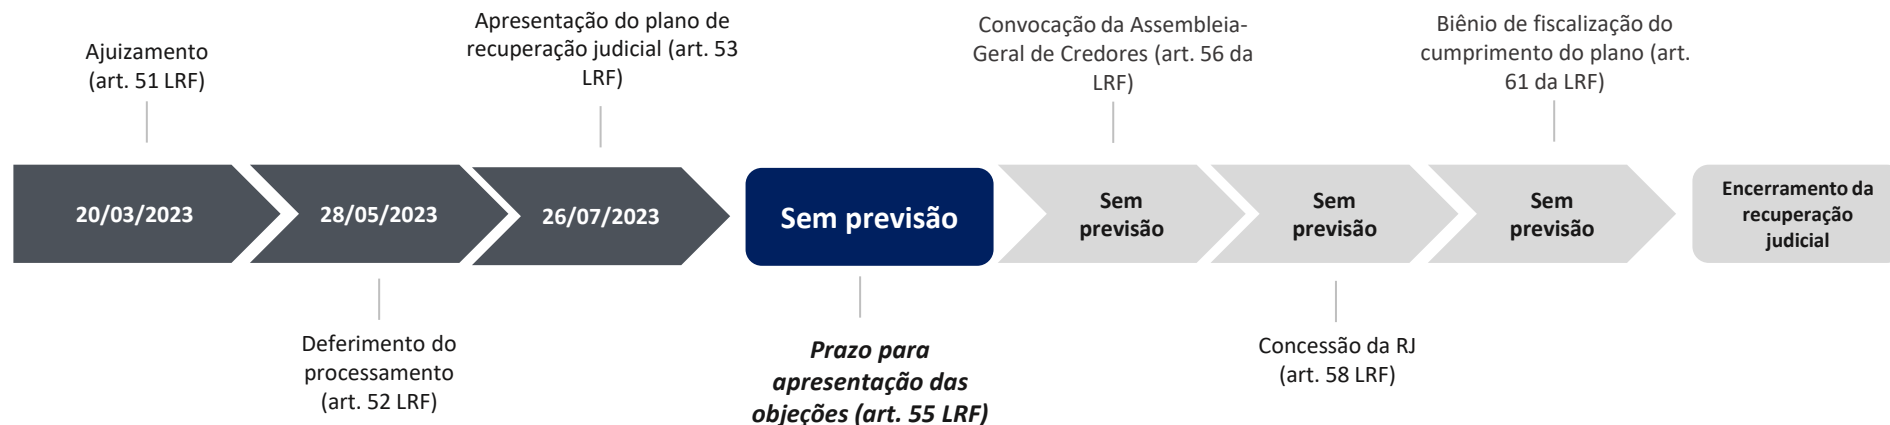 Ajuizamento
(art. 51 LRF)
Apresentação do plano de
recuperação judicial (art. 53
LRF)
Convocação da Assembleia-
Geral de Credores (art. 56 da
LRF)
Biênio de fiscalização do
cumprimento do plano (art.
61 da LRF)
20/03/2023
28/05/2023
26/07/2023
Sem previsão
Sem
previsão
Sem
previsão
Sem
previsão
Encerramento da
recuperação
judicial
Deferimento do
processamento
(art. 52 LRF)
Prazo para
apresentação das
objeções (art. 55 LRF)
Concessão da RJ
(art. 58 LRF)